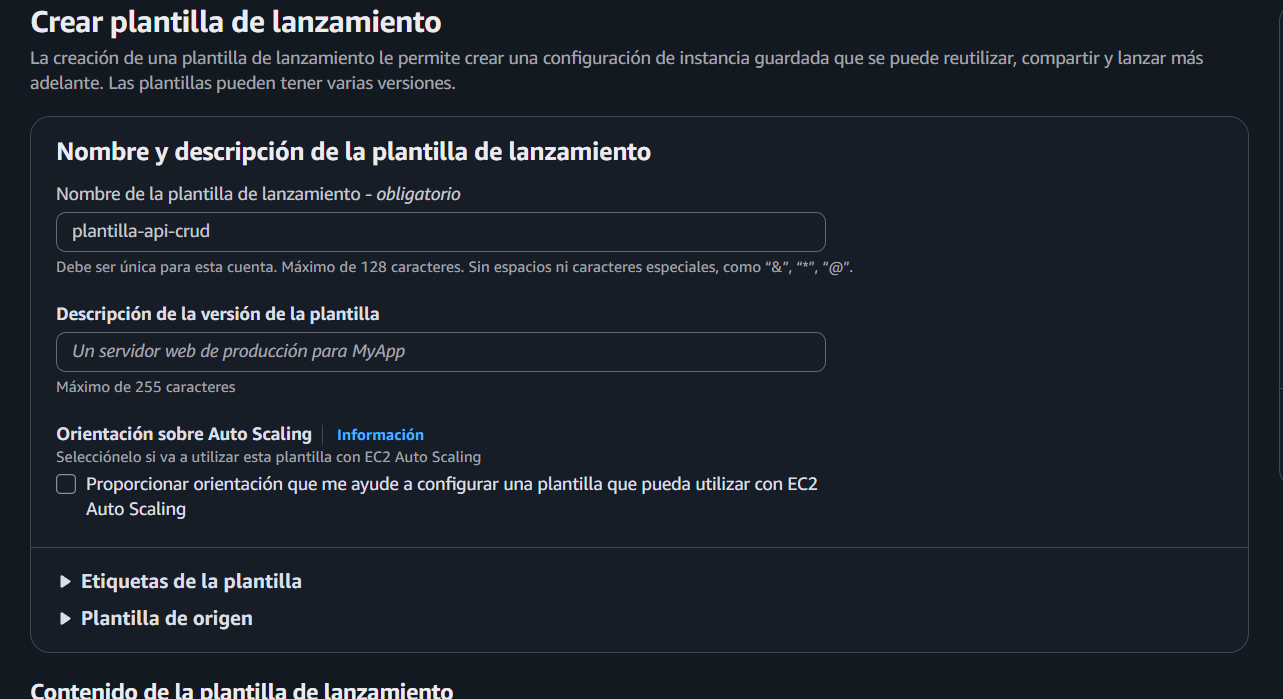 Crear plantilla de lanzamiento
La creación de una plantilla de lanzamiento le permite crear una configuración de instancia guardada que se puede reutilizar, compartir y lanzar más
adelante. Las plantillas pueden tener varias versiones.
Nombre y descripción de la plantilla de lanzamiento
Nombre de la plantilla de lanzamiento - obligatorio
plantilla-api-crud
Debe ser única para esta cuenta. Máximo de 128 caracteres. Sin espacios ni caracteres especiales, como “&”, “*”, “@”.
Descripción de la versión de la plantilla
Un servidor web de producción para MyApp
Máximo de 255 caracteres
Orientación sobre Auto Scaling Información
Selecciónelo si va a utilizar esta plantilla con EC2 Auto Scaling
Proporcionar orientación que me ayude a configurar una plantilla que pueda utilizar con EC2
Auto Scaling
Etiquetas de la plantilla
Plantilla de origen
Contenido de la plantilla de lanzamiento